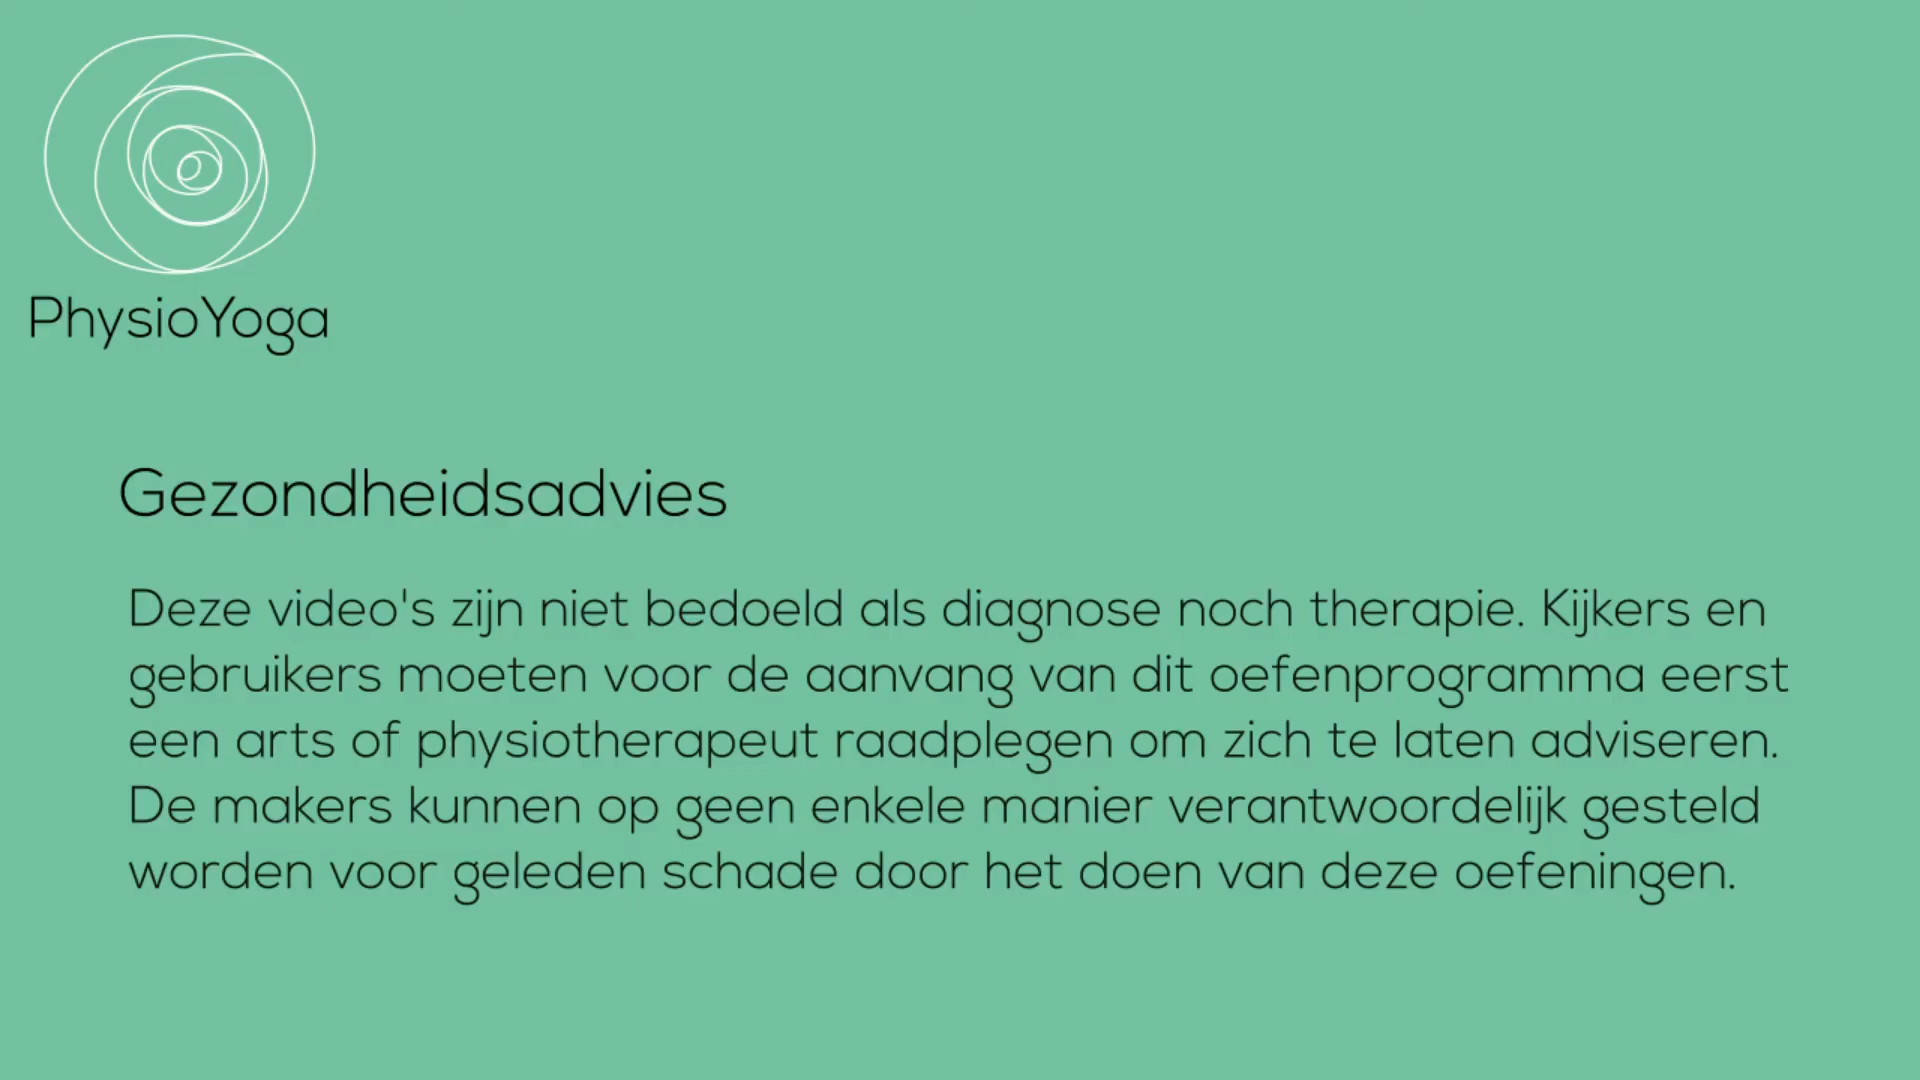 PhysioYoga
Gezondheidsadvies
Deze video's zijn niet bedoeld als diagnose noch therapie. Kijkers en
gebruikers moeten voor de aanvang van dit oefenprogramma eerst
een arts of physiotherapeut raadplegen om zich te laten adviseren.
De makers kunnen op geen enkele manier verantwoordelijk gesteld
worden voor geleden schade door het doen van deze oefeningen.